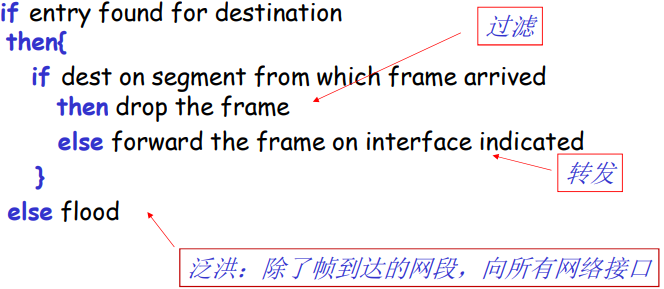 if entry found for destination
then{
if dest on segment from which frame arrived
then drop the frame
else forward the frame on interface indicated
}
else flood
过滤
转发
泛洪：除了帧到达的网段，向所有网络接口